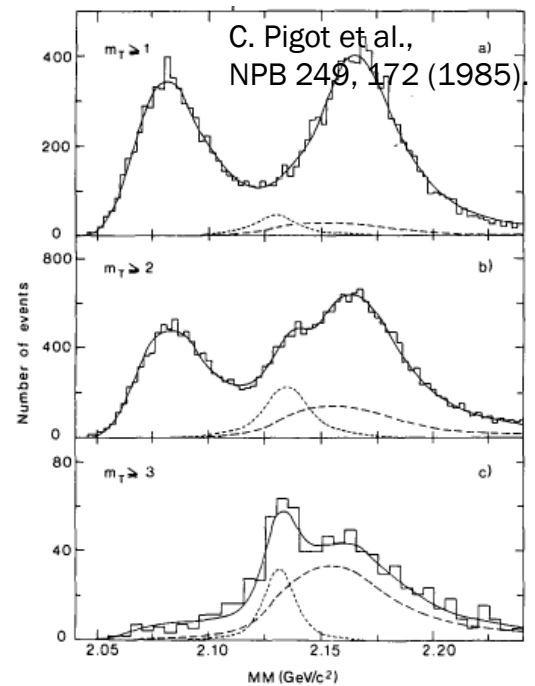 C. Pigot et al.,
NPB 249, 172 (1985).
m_T ⩾ 1
a)
400
200
0
m_T ⩾ 2
b)
800
400
0
m_T ⩾ 3
c)
80
40
0
Number of events
2.05 2.10 2.15 2.20
MM (GeV/c²)